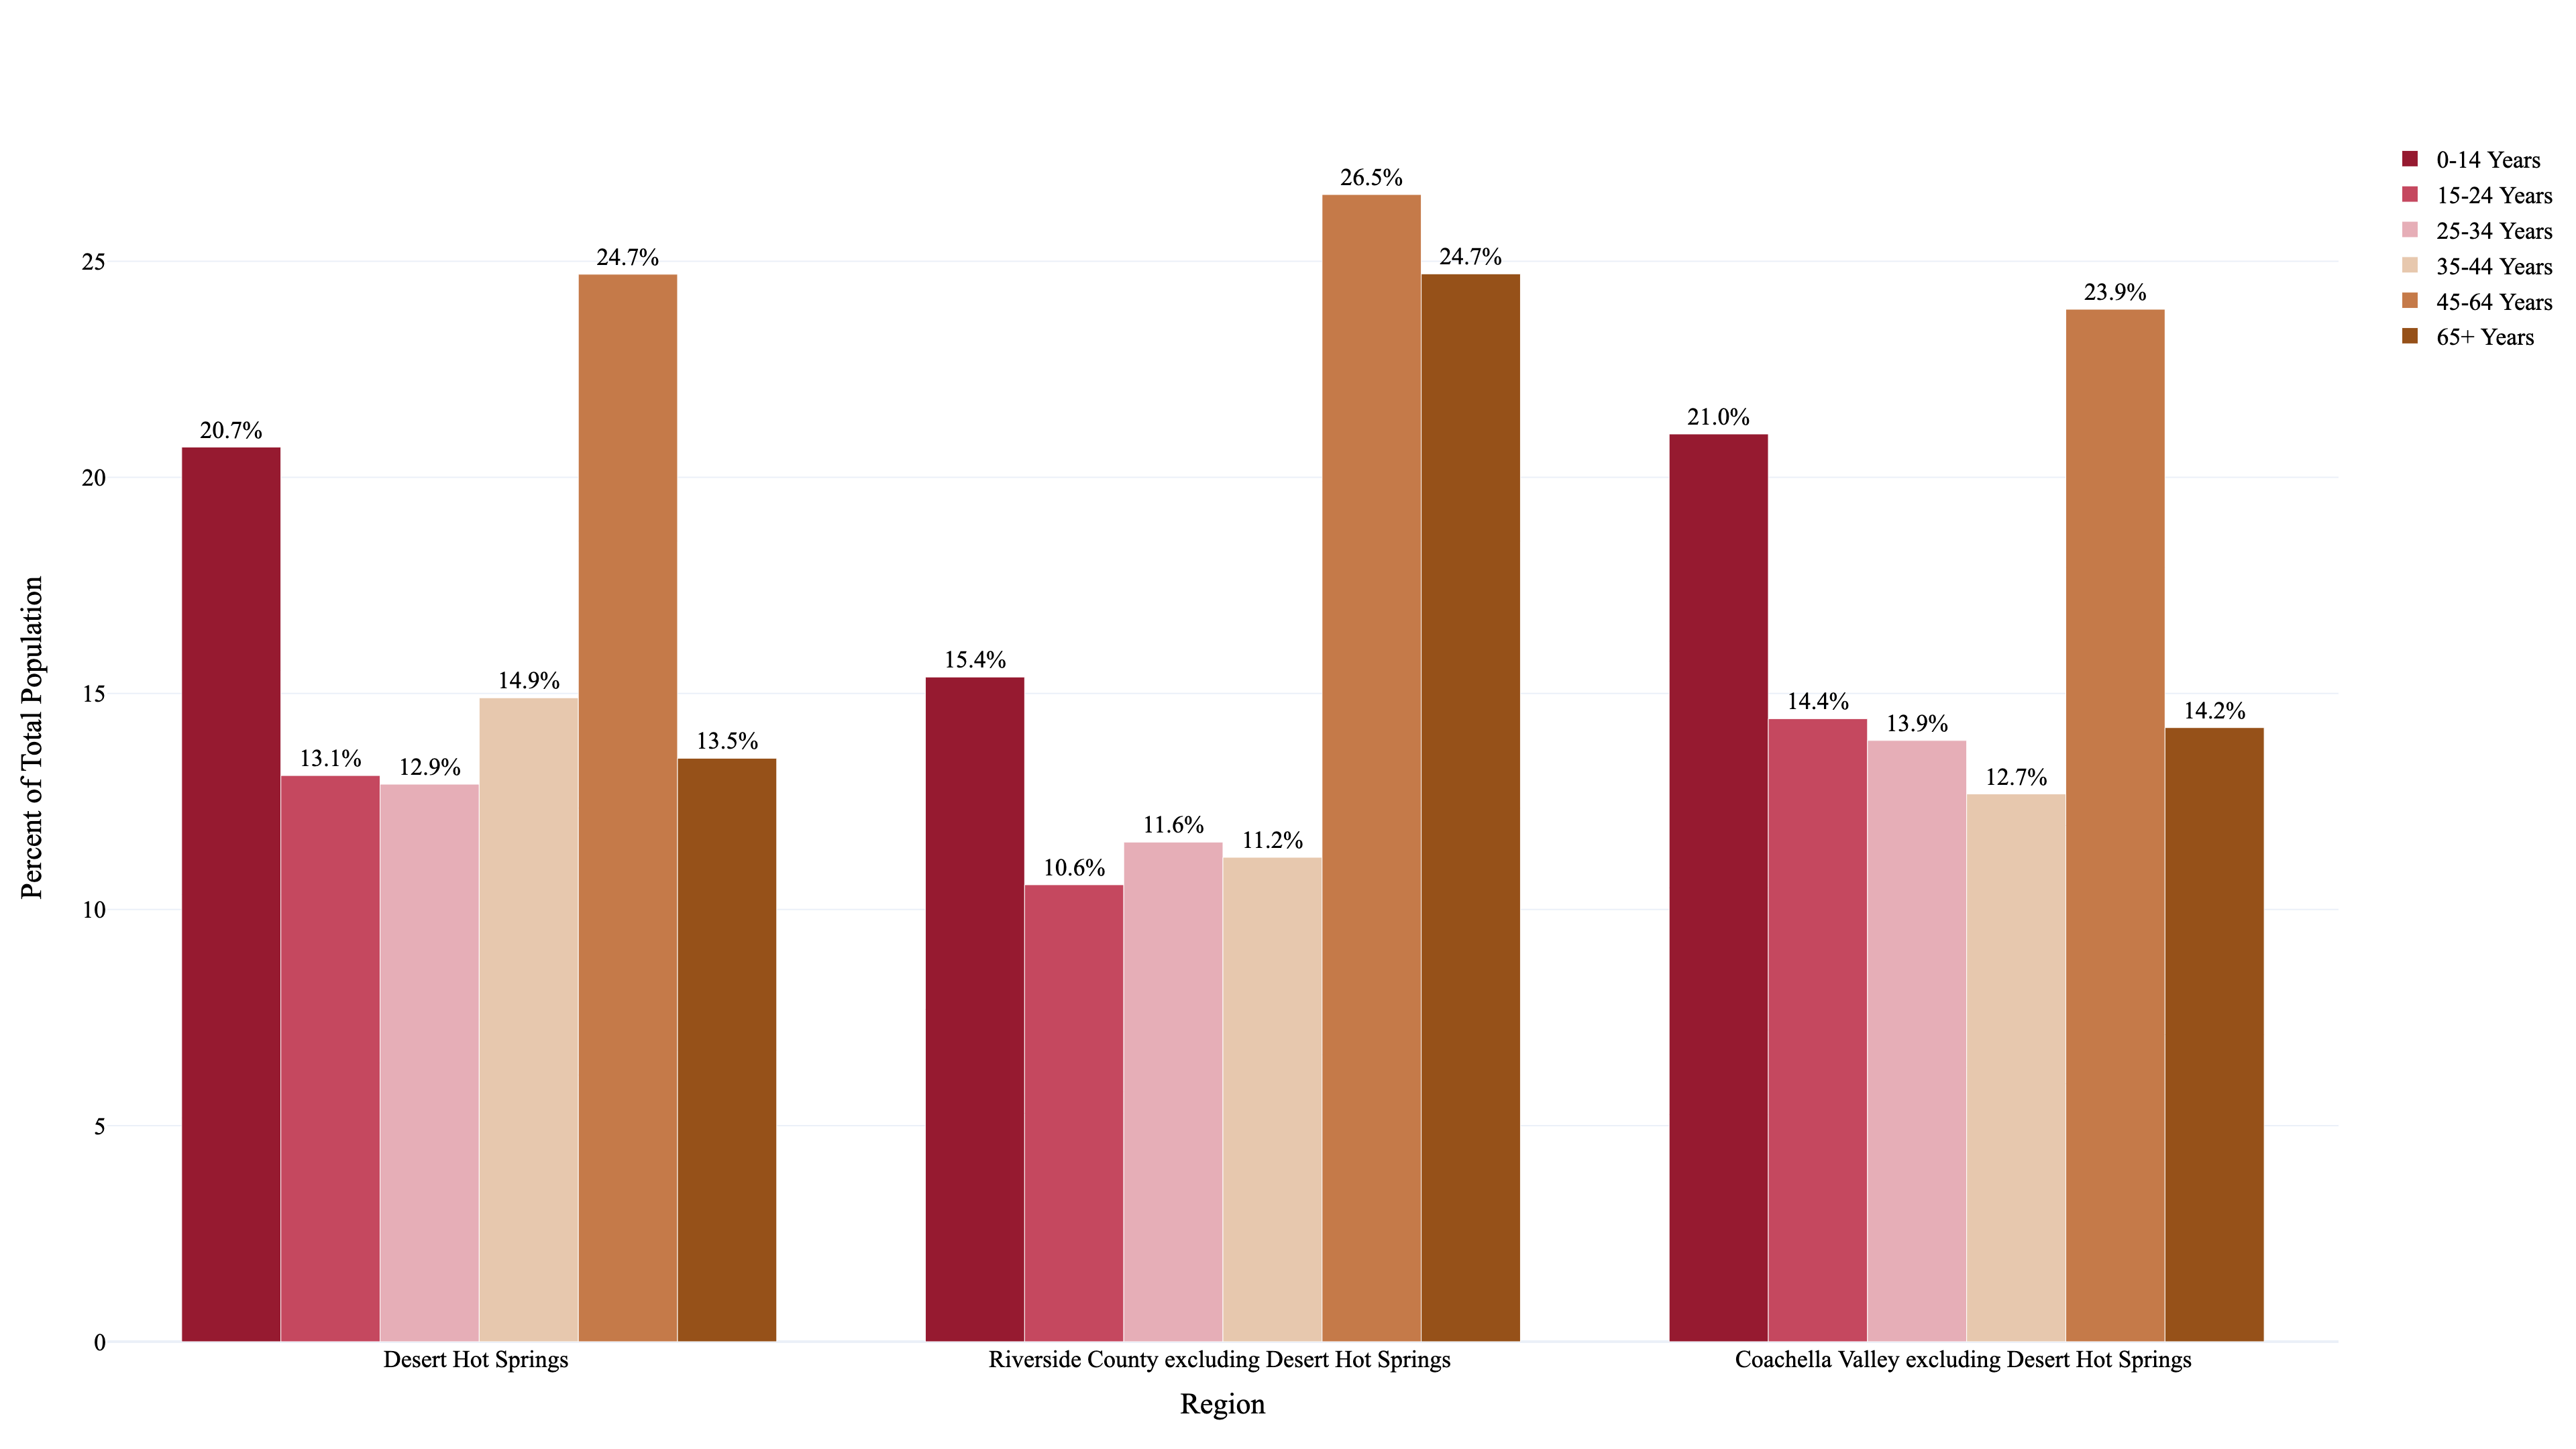 0-14 Years
15-24 Years
25-34 Years
35-44 Years
45-64 Years
65+ Years
Percent of Total Population
25
20
15
10
5
0
20.7%
13.1%
12.9%
14.9%
24.7%
13.5%
15.4%
10.6%
11.6%
11.2%
26.5%
24.7%
21.0%
14.4%
13.9%
12.7%
23.9%
14.2%
Desert Hot Springs
Riverside County excluding Desert Hot Springs
Coachella Valley excluding Desert Hot Springs
Region